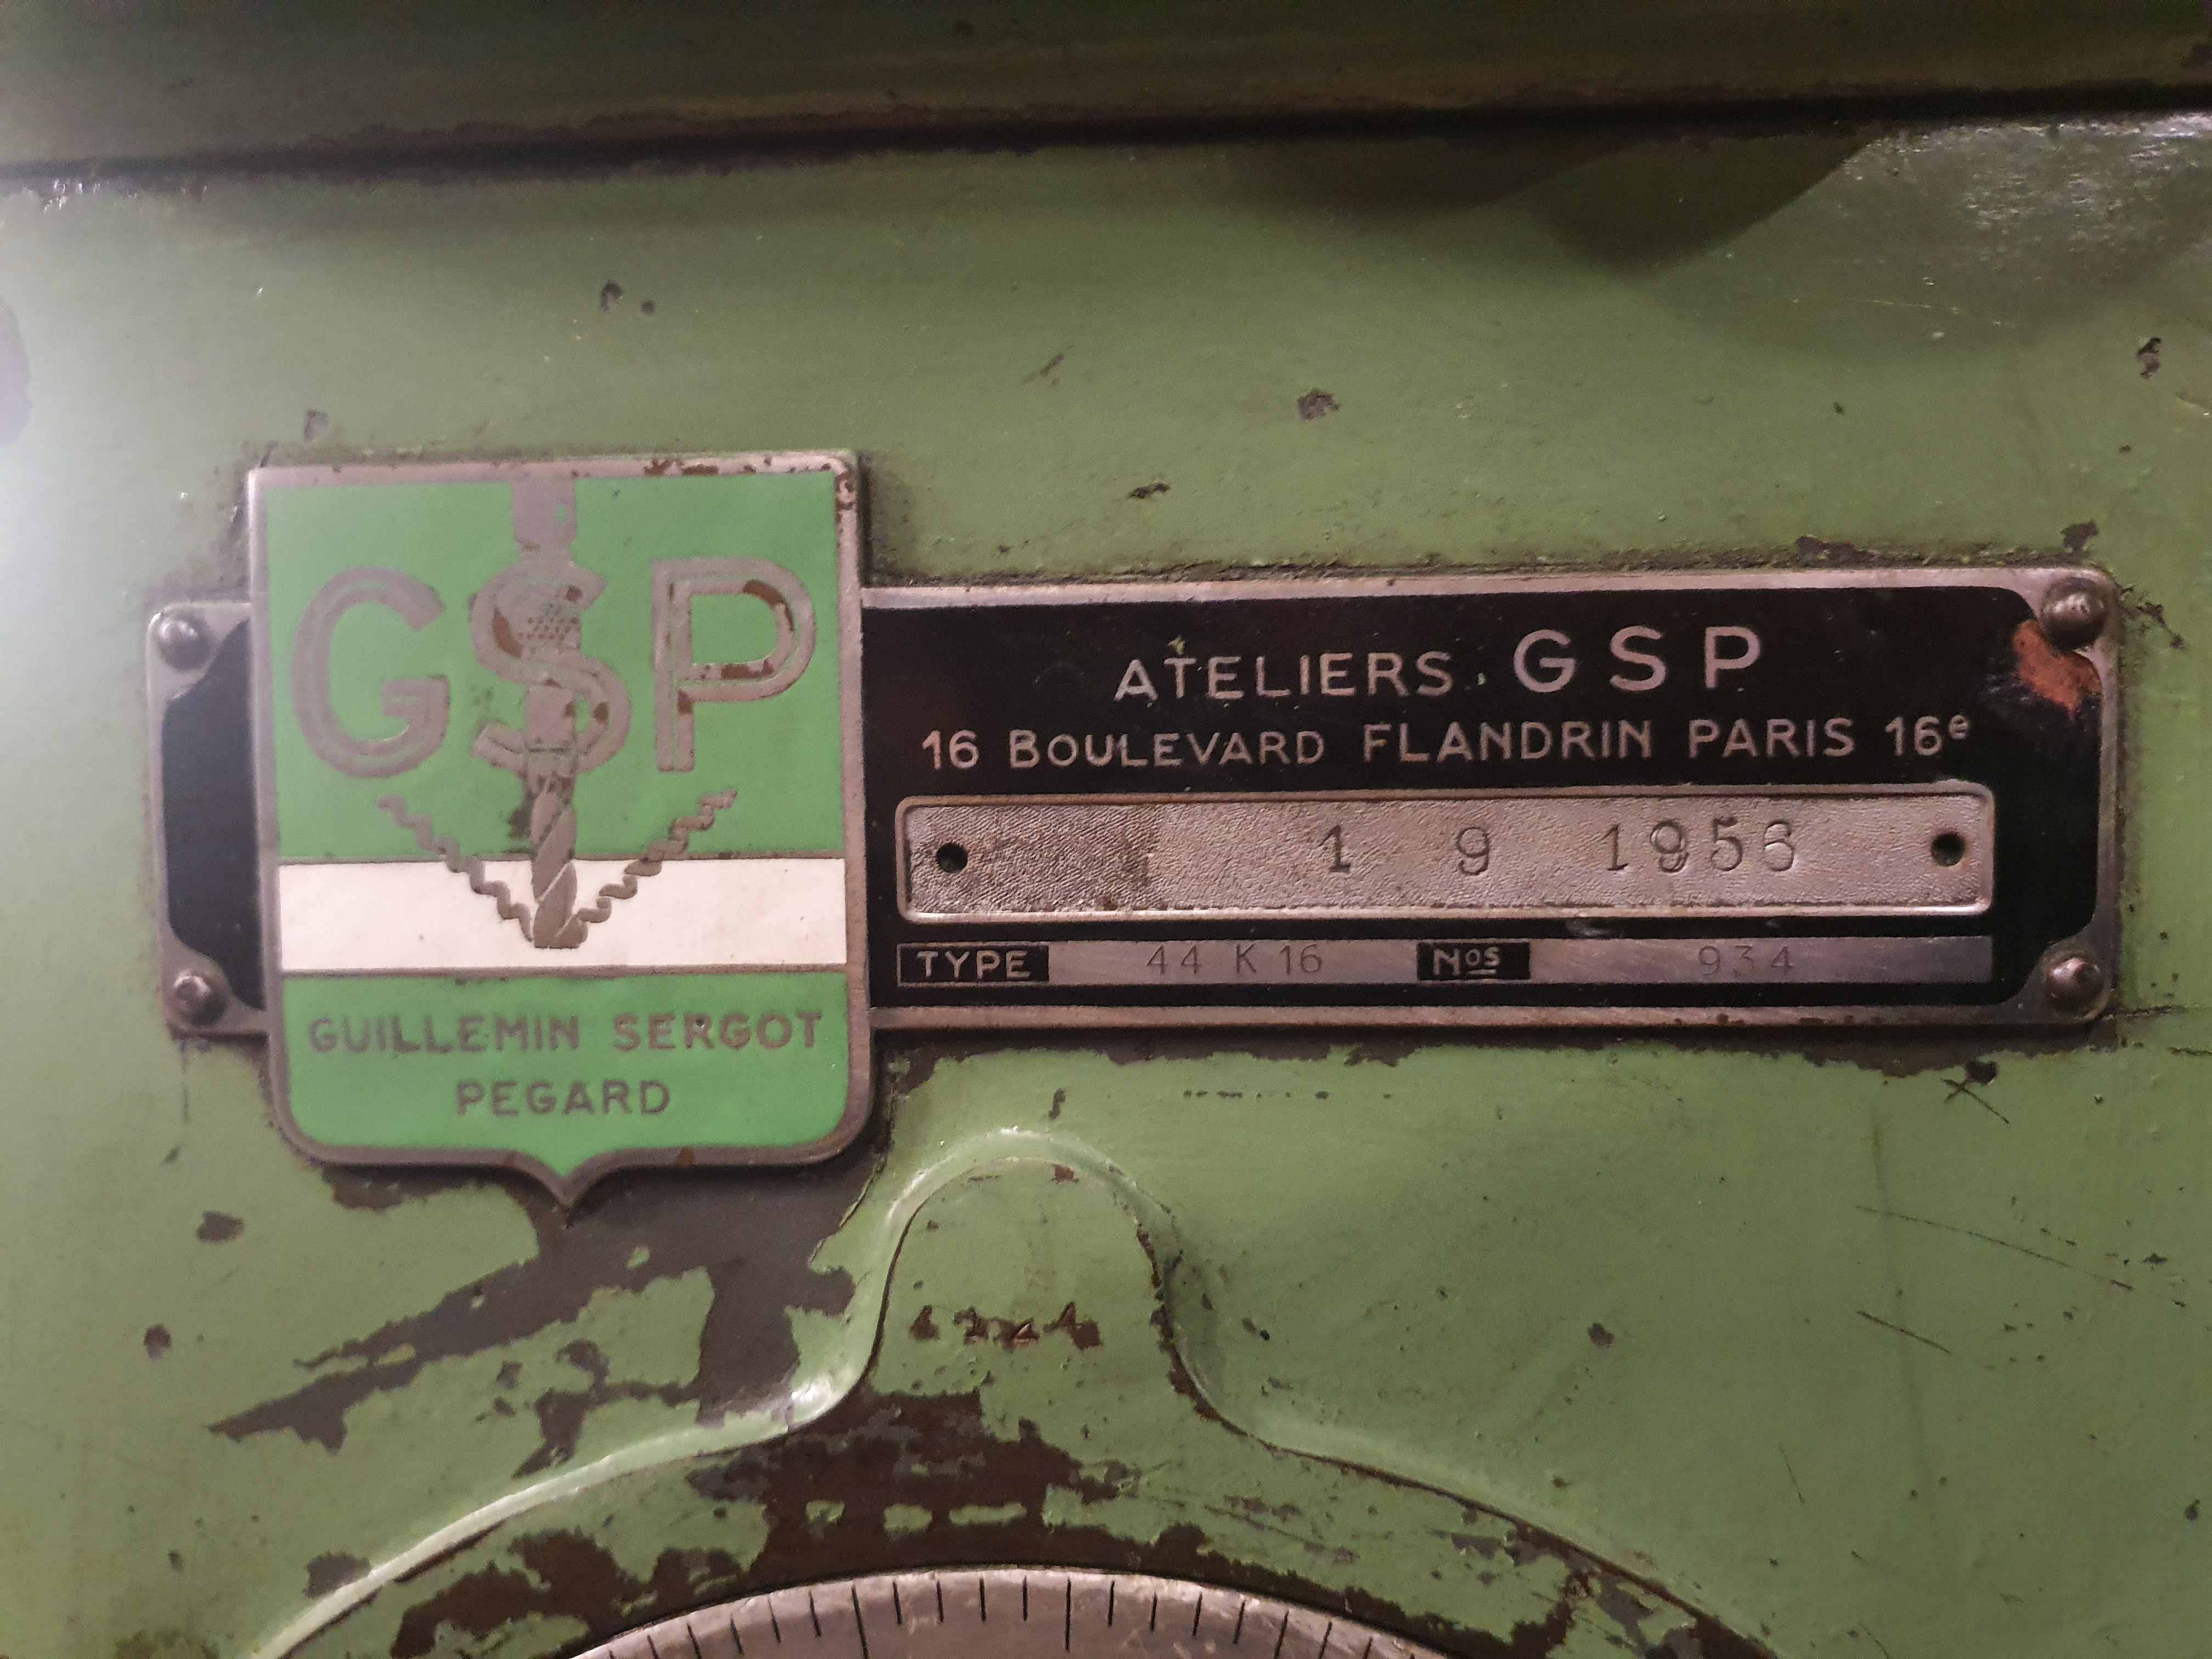 GSP
GUILLEMIN SERGOT
PEGARD
ATELIERS GSP
16 BOULEVARD FLANDRIN PARIS 16e
1 9 1956
TYPE 44 K 16 Nos 934